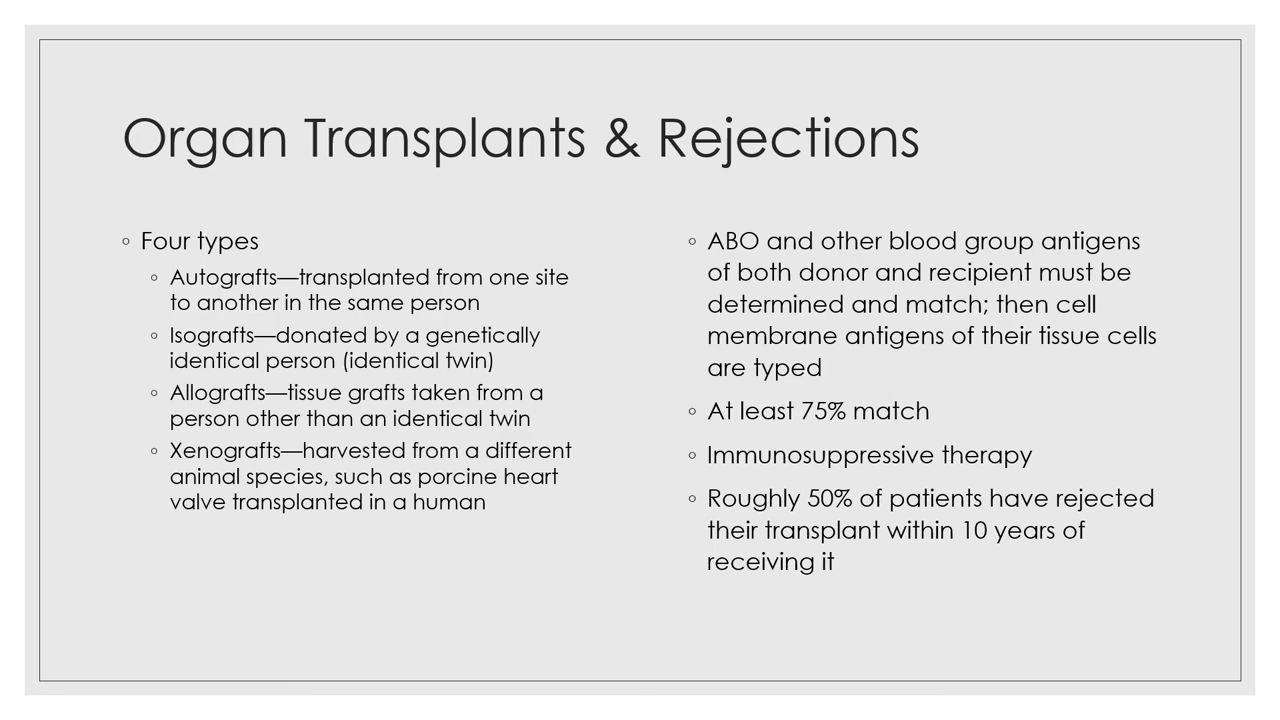 Organ Transplants & Rejections
◦ Four types
◦ Autografts—transplanted from one site
to another in the same person
◦ Isografts—donated by a genetically
identical person (identical twin)
◦ Allografts—tissue grafts taken from a
person other than an identical twin
◦ Xenografts—harvested from a different
animal species, such as porcine heart
valve transplanted in a human
◦ ABO and other blood group antigens
of both donor and recipient must be
determined and match; then cell
membrane antigens of their tissue cells
are typed
◦ At least 75% match
◦ Immunosuppressive therapy
◦ Roughly 50% of patients have rejected
their transplant within 10 years of
receiving it